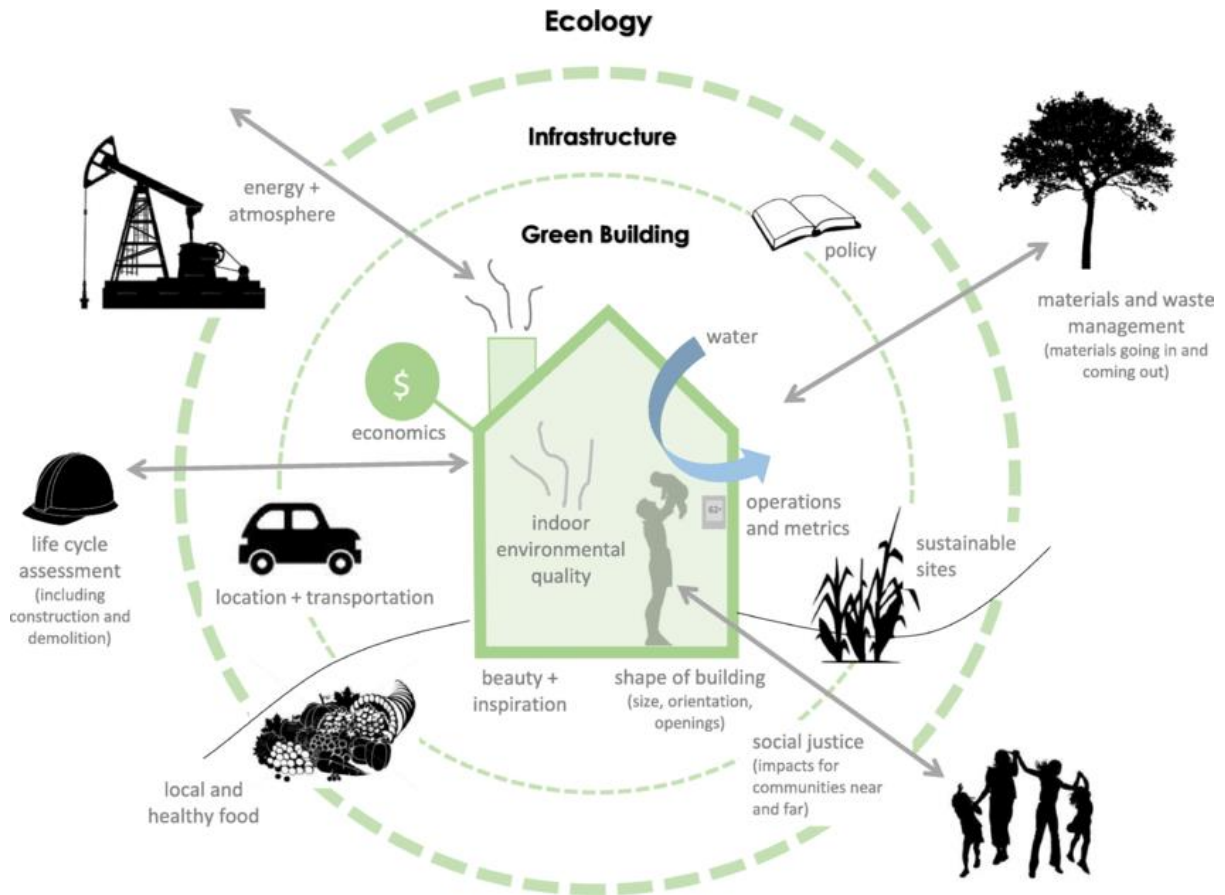 Ecology
Infrastructure
energy +
atmosphere
Green Building
policy
materials and waste
management
(materials going in and
coming out)
water
$
economics
life cycle
assessment
(including
construction and
demolition)
location + transportation
indoor
environmental
quality
62°
operations
and metrics
sustainable
sites
beauty +
inspiration
shape of building
(size, orientation,
openings)
local and
healthy food
social justice
(impacts for
communities near
and far)